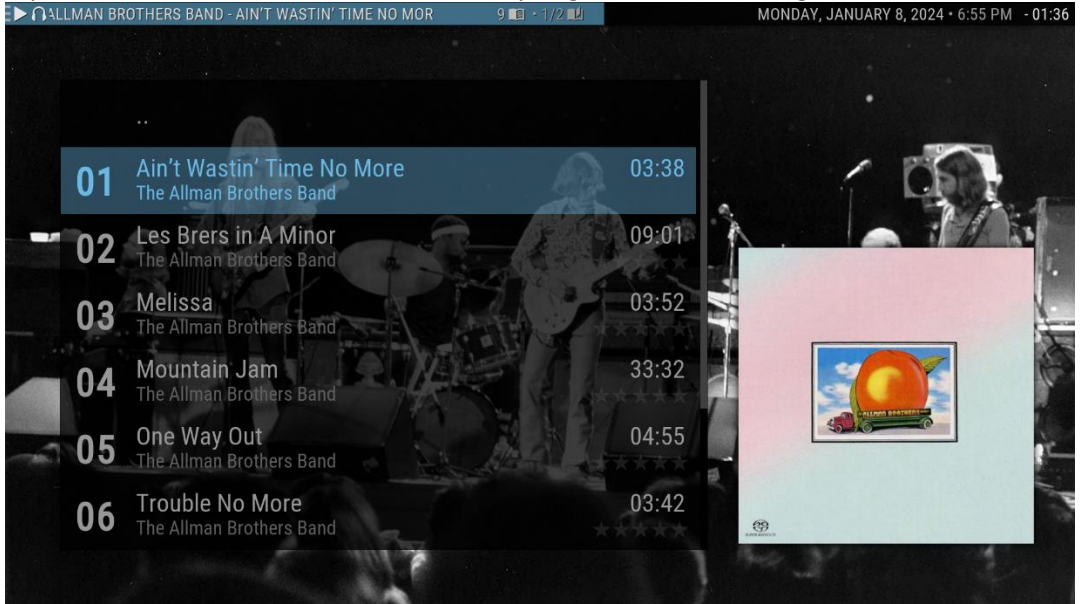 ALLMAN BROTHERS BAND - AIN'T WASTIN' TIME NO MOR
9 • 1/2
MONDAY, JANUARY 8, 2024 • 6:55 PM - 01:36
..
01 Ain't Wastin' Time No More 03:38
The Allman Brothers Band
02 Les Brers in A Minor 09:01
The Allman Brothers Band
03 Melissa 03:52
The Allman Brothers Band
04 Mountain Jam 33:32
The Allman Brothers Band
05 One Way Out 04:55
The Allman Brothers Band
06 Trouble No More 03:42
The Allman Brothers Band
ALLMAN BROTHERS